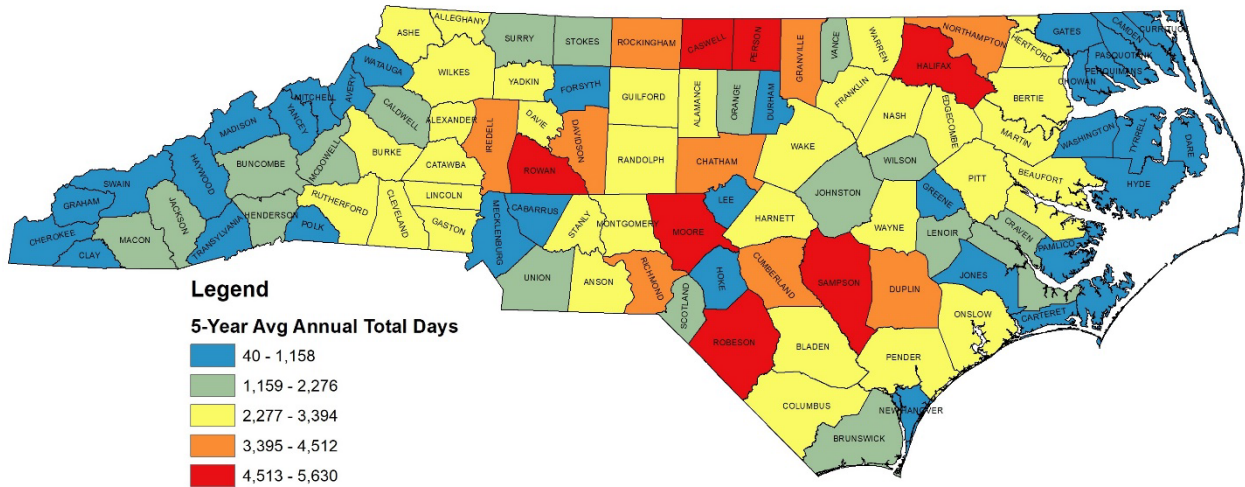 ALLEGHANY
ASHE
SURRY
STOKES
ROCKINGHAM
CASWELL
PERSON
GRANVILLE
VANCE
WARREN
NORTHAMPTON
HERTFORD
GATES
CAMDEN
CURRITUCK
PASQUOTANK
PERQUIMANS
CHOWAN
WATAUGA
WILKES
YADKIN
FORSYTH
GUILFORD
ALAMANCE
ORANGE
DURHAM
FRANKLIN
HALIFAX
BERTIE
MITCHELL
AVERY
YANCEY
MADISON
CALDWELL
ALEXANDER
IREDELL
DAVIE
DAVIDSON
RANDOLPH
CHATHAM
WAKE
NASH
EDGECOMBE
MARTIN
WASHINGTON
TYRRELL
DARE
HAYWOOD
BUNCOMBE
MCDOWELL
BURKE
CATAWBA
ROWAN
WILSON
PITT
BEAUFORT
HYDE
SWAIN
GRAHAM
JACKSON
HENDERSON
RUTHERFORD
CLEVELAND
LINCOLN
GASTON
MECKLENBURG
CABARRUS
STANLY
MONTGOMERY
MOORE
LEE
HARNETT
JOHNSTON
WAYNE
GREENE
LENOIR
CRAVEN
PAMLICO
CHEROKEE
CLAY
MACON
TRANSYLVANIA
POLK
UNION
ANSON
RICHMOND
SCOTLAND
HOKE
CUMBERLAND
SAMPSON
DUPLIN
JONES
CARTERET
ONSLOW
ROBESON
BLADEN
PENDER
COLUMBUS
NEW HANOVER
BRUNSWICK
Legend
5-Year Avg Annual Total Days
40 - 1,158
1,159 - 2,276
2,277 - 3,394
3,395 - 4,512
4,513 - 5,630